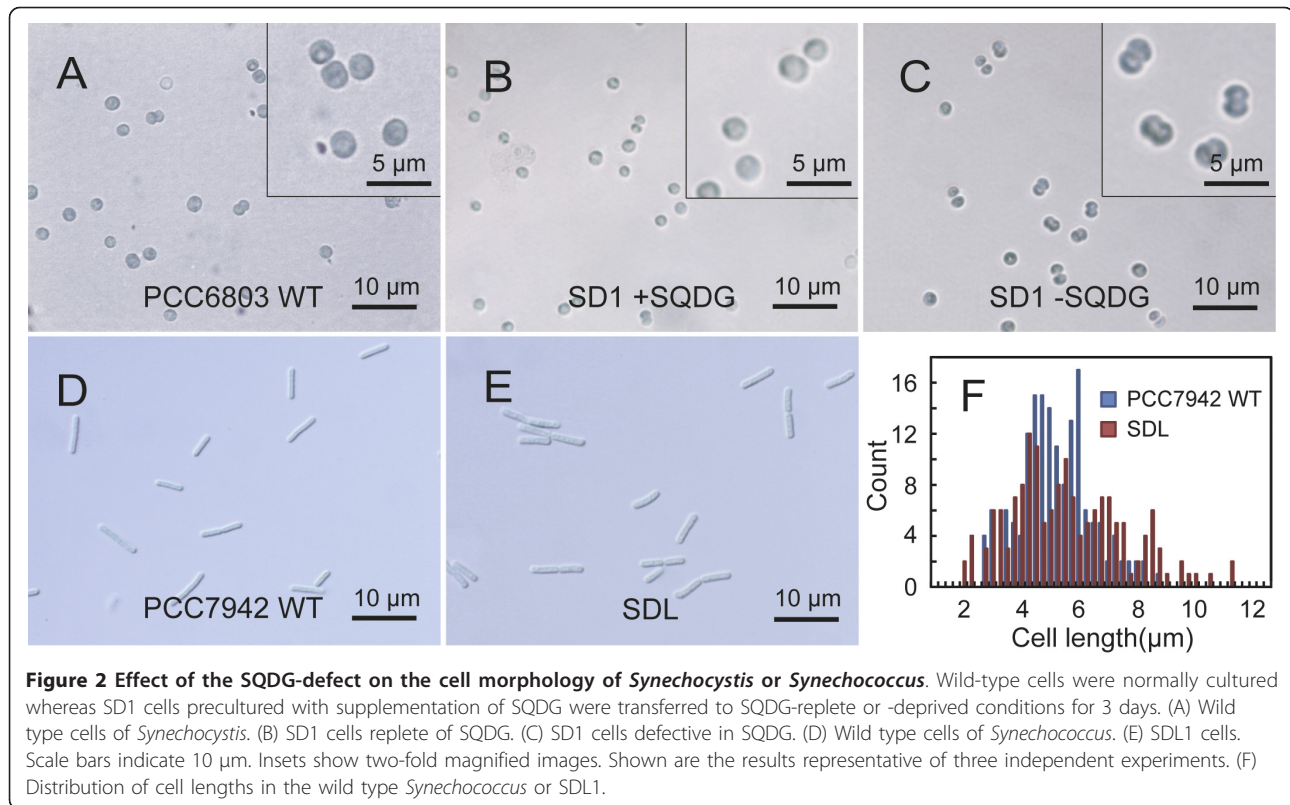 A
5 µm
PCC6803 WT
10 µm
B
5 µm
SD1 +SQDG
10 µm
C
5 µm
SD1 -SQDG
10 µm
D
PCC7942 WT
10 µm
E
SDL
10 µm
F
PCC7942 WT
SDL
Count
16
12
8
4
0
2 4 6 8 10 12
Cell length(µm)
Figure 2 Effect of the SQDG-defect on the cell morphology of Synechocystis or Synechococcus. Wild-type cells were normally cultured
whereas SD1 cells precultured with supplementation of SQDG were transferred to SQDG-replete or -deprived conditions for 3 days. (A) Wild
type cells of Synechocystis. (B) SD1 cells replete of SQDG. (C) SD1 cells defective in SQDG. (D) Wild type cells of Synechococcus. (E) SDL1 cells.
Scale bars indicate 10 µm. Insets show two-fold magnified images. Shown are the results representative of three independent experiments. (F)
Distribution of cell lengths in the wild type Synechococcus or SDL1.